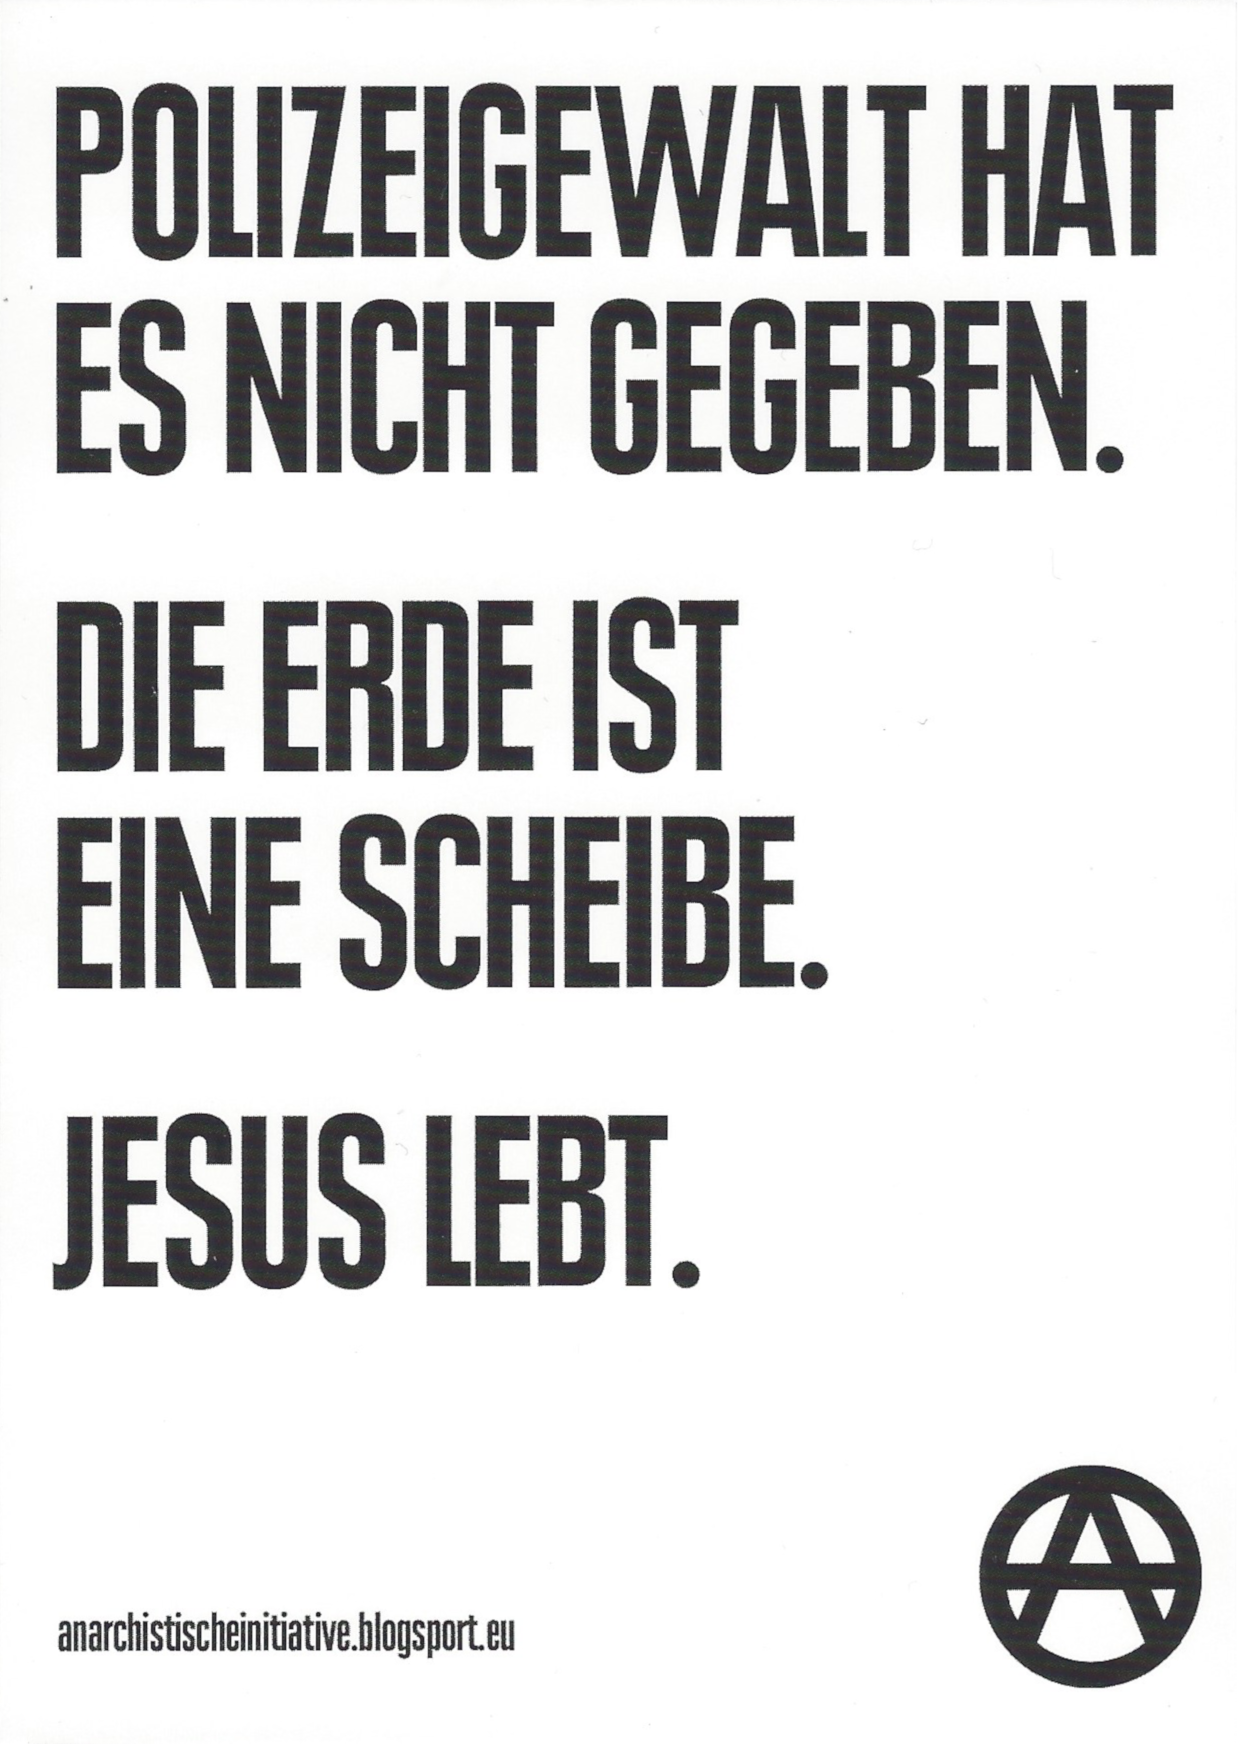 POLIZEIGEWALT HAT
ES NICHT GEGEBEN.
DIE ERDE IST
EINE SCHEIBE.
JESUS LEBT.
anarchistischeinitiative.blogsport.eu